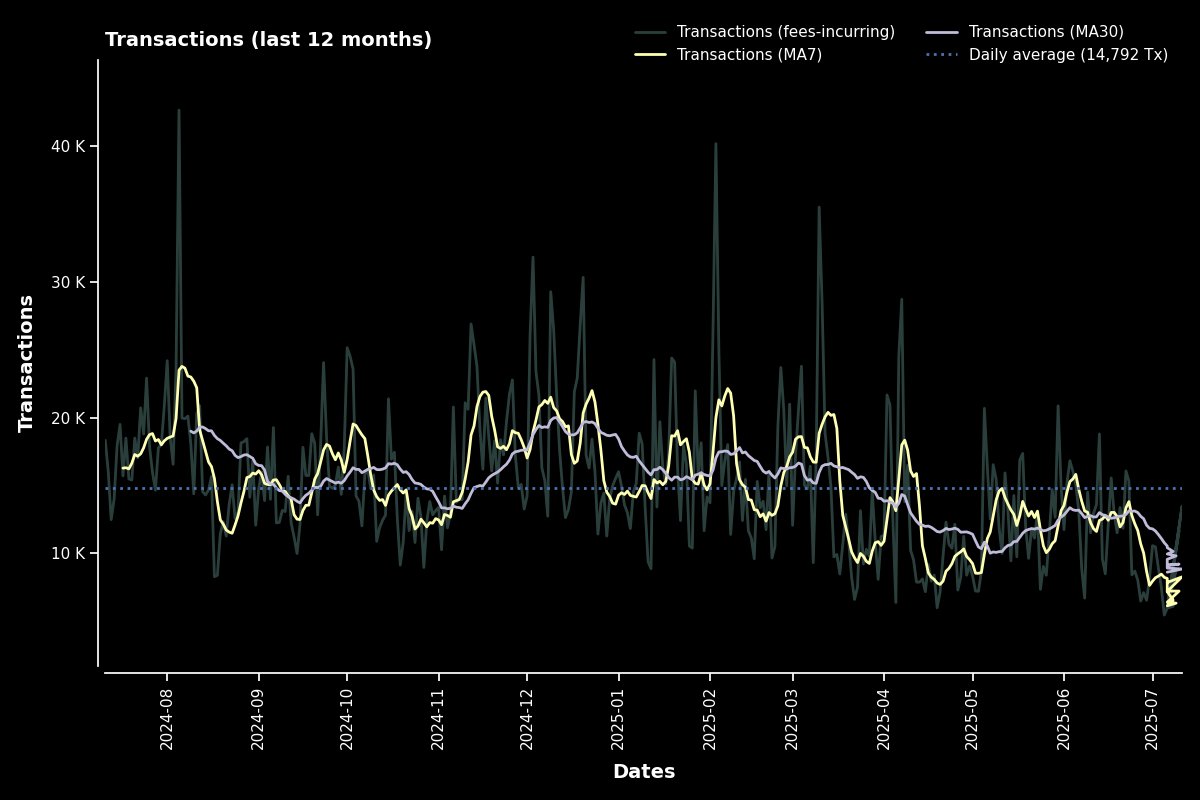 Transactions (last 12 months)
Transactions (fees-incurring)
Transactions (MA7)
Transactions (MA30)
Daily average (14,792 Tx)
Transactions
40 K
30 K
20 K
10 K
2024-08
2024-09
2024-10
2024-11
2024-12
2025-01
2025-02
2025-03
2025-04
2025-05
2025-06
2025-07
Dates